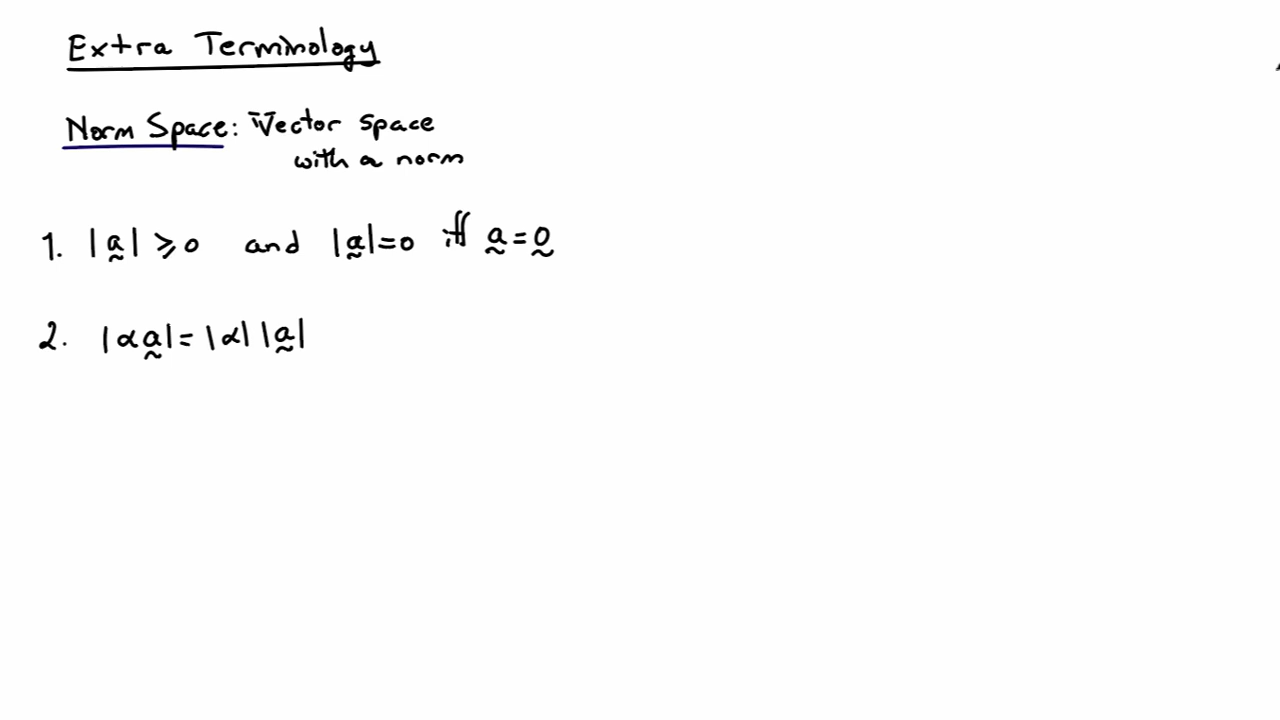 Extra Terminology
Norm Space: Vector space
with a norm
1. |a̰| ⩾ 0 and |a̰|=0 iff a̰=0̰
2. |αa̰|=|α||a̰|